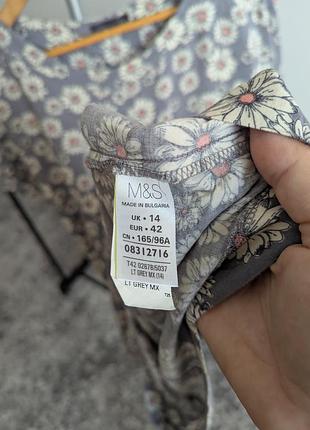 M&S
MADE IN BULGARIA
UK • 14
EUR • 42
CN • 165/96A
08312716
T42 02678/5037
LT GREY MX (14)
LT GREY MX